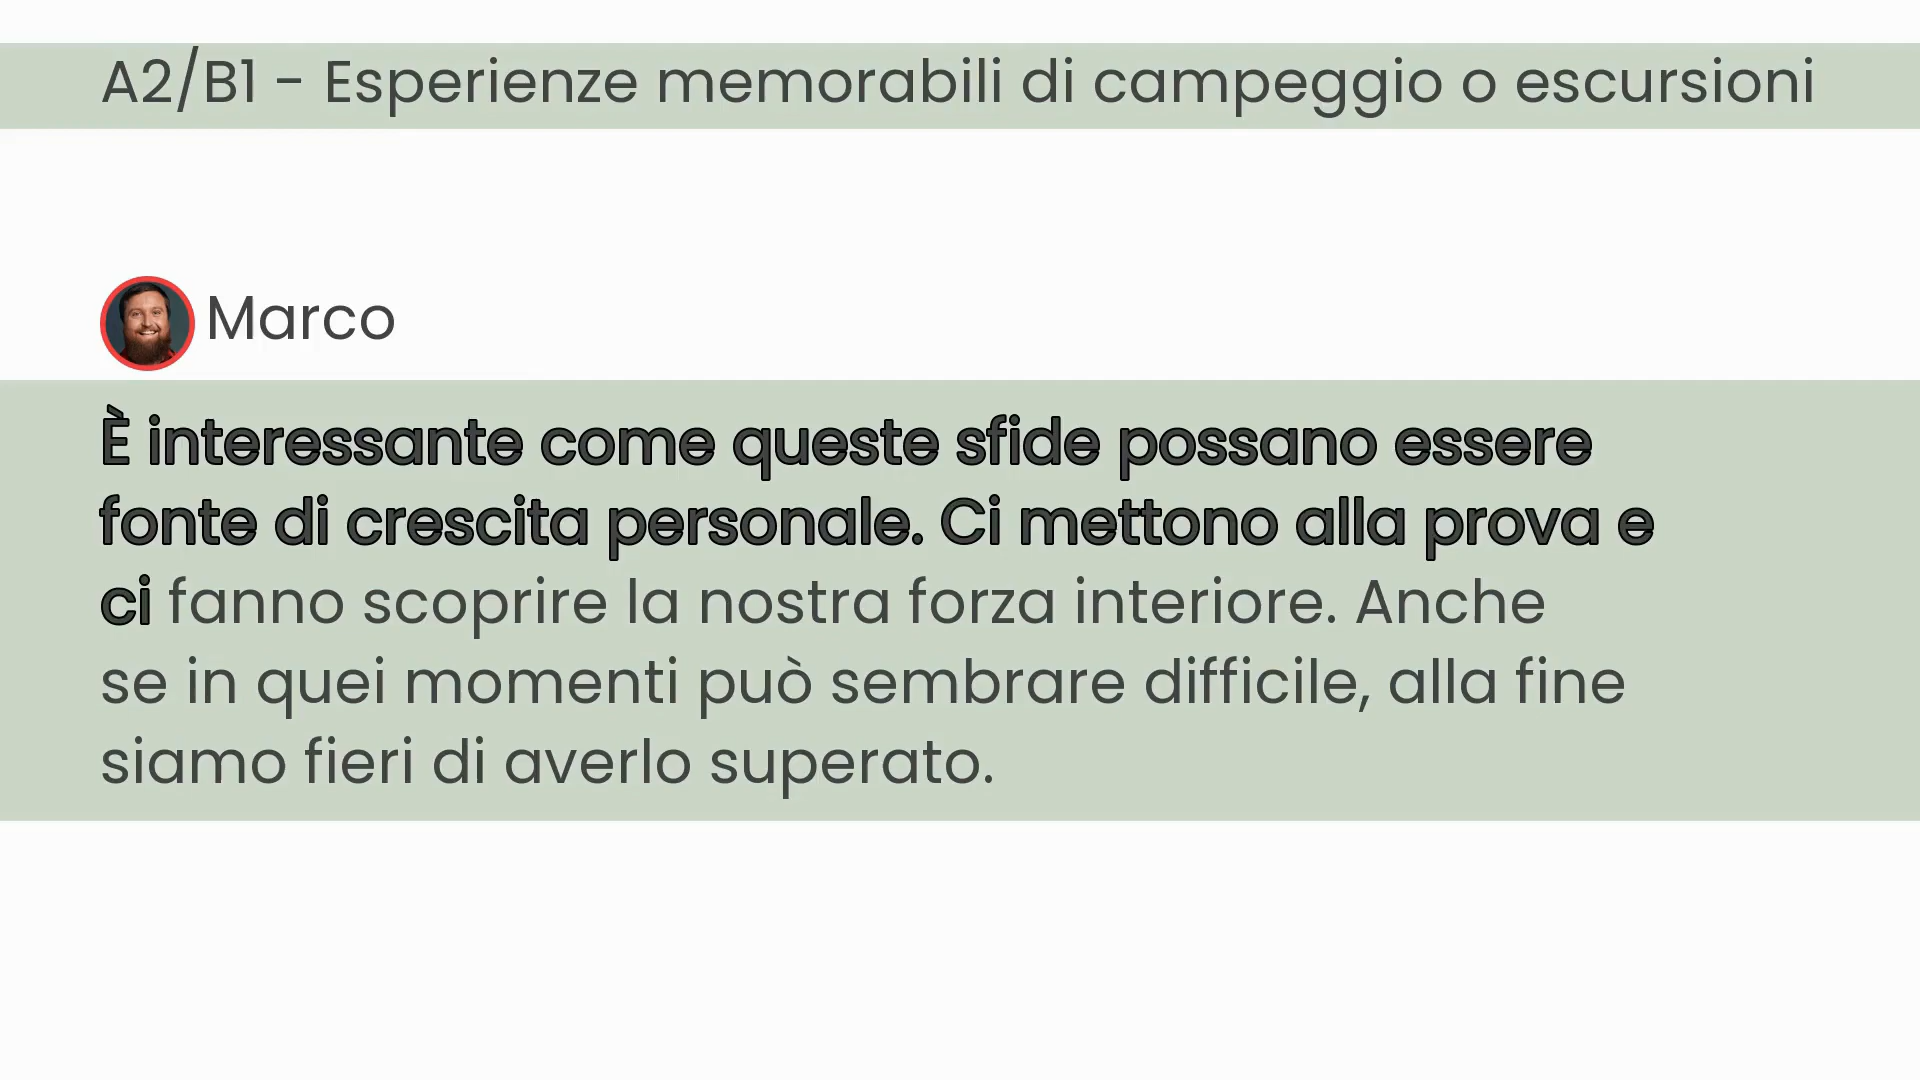 A2/B1 - Esperienze memorabili di campeggio o escursioni
Marco
È interessante come queste sfide possano essere
fonte di crescita personale. Ci mettono alla prova e
ci fanno scoprire la nostra forza interiore. Anche
se in quei momenti può sembrare difficile, alla fine
siamo fieri di averlo superato.